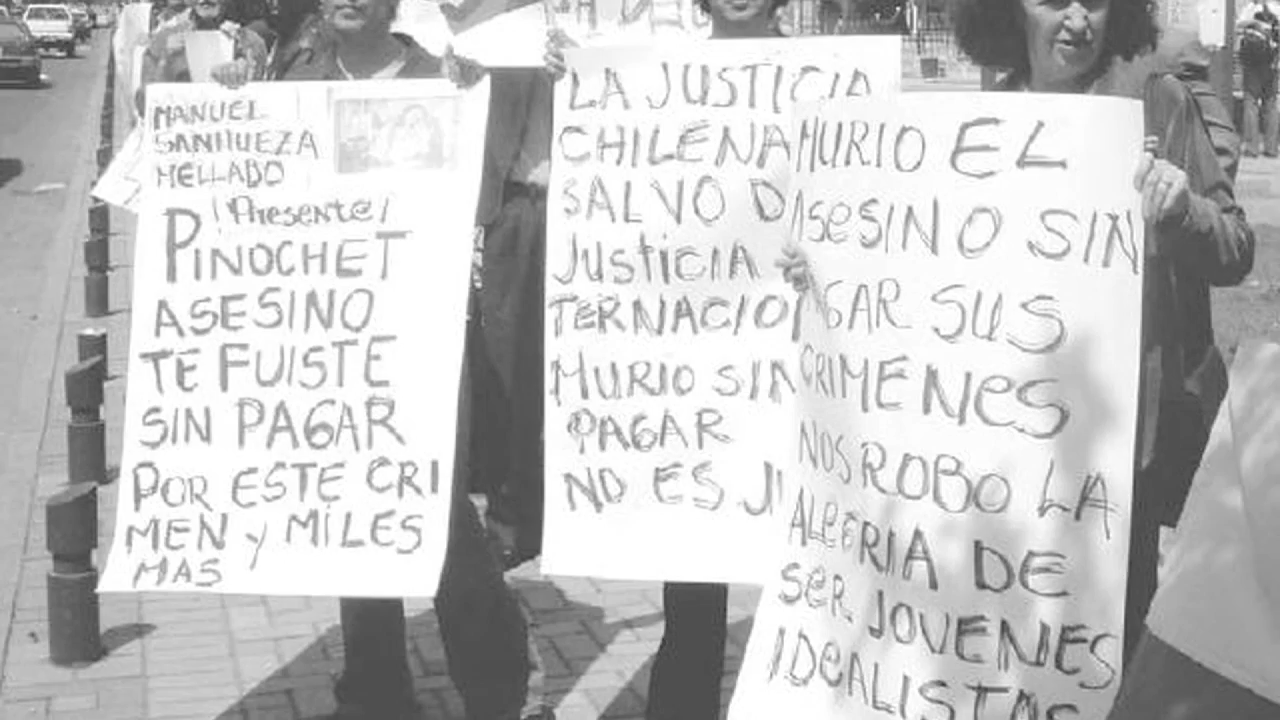 MANUEL
SANHUEZA
MELLADO
¡Presente!
PINOCHET
ASESINO
TE FUISTE
SIN PAGAR
POR ESTE CRI
MEN y MILES
MAS
LA JUSTICIA
CHILENA
SALVO D
JUSTICIA
TERNACIO
MURIO SIN
PAGAR
NO ES
MURIO EL
ASeSINO SIN
PAGAR SUS
CRIMENeS
NOS ROBO LA
ALEGRIA DE
SeR JOVENES
IDeALISTAS